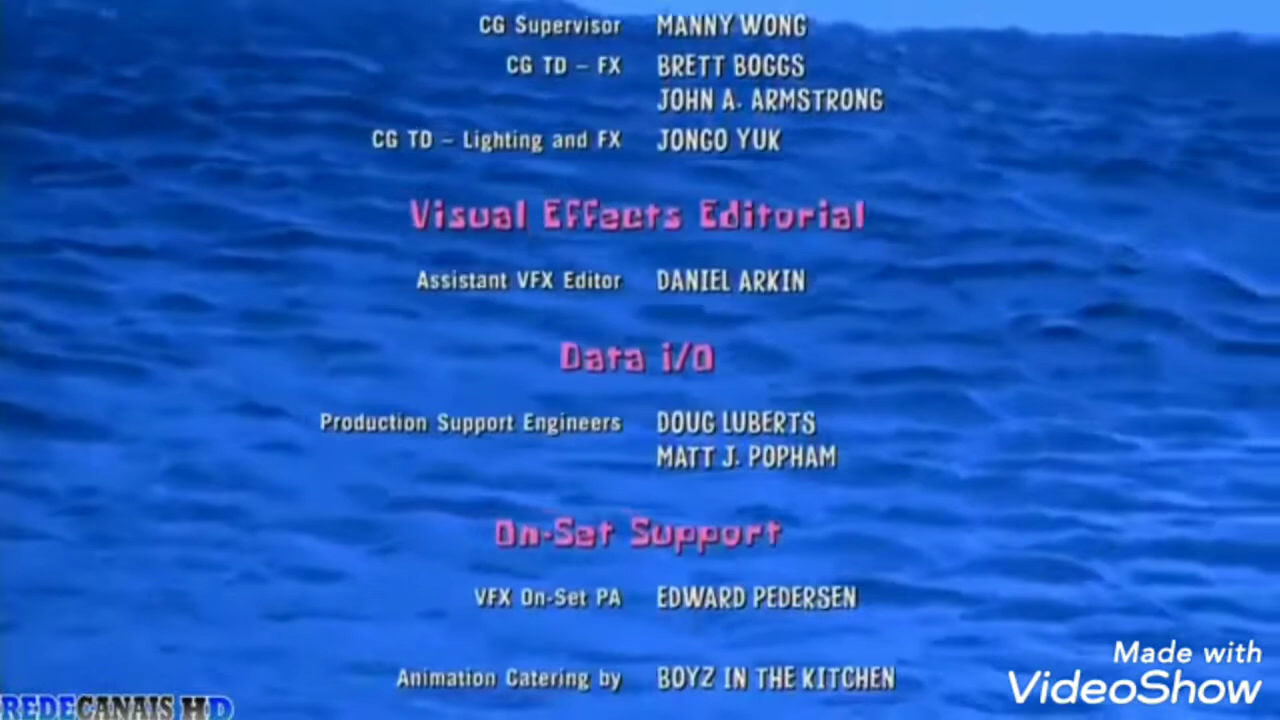 CG Supervisor MANNY WONG
CG TD – FX BRETT BOGGS
JOHN A. ARMSTRONG
CG TD – Lighting and FX JONGO YUK
Visual Effects Editorial
Assistant VFX Editor DANIEL ARKIN
Data i/O
Production Support Engineers DOUG LUBERTS
MATT J. POPHAM
On-Set Support
VFX On-Set PA EDWARD PEDERSEN
Animation Catering by BOYZ IN THE KITCHEN
Made with
VideoShow
REDECANAIS HD